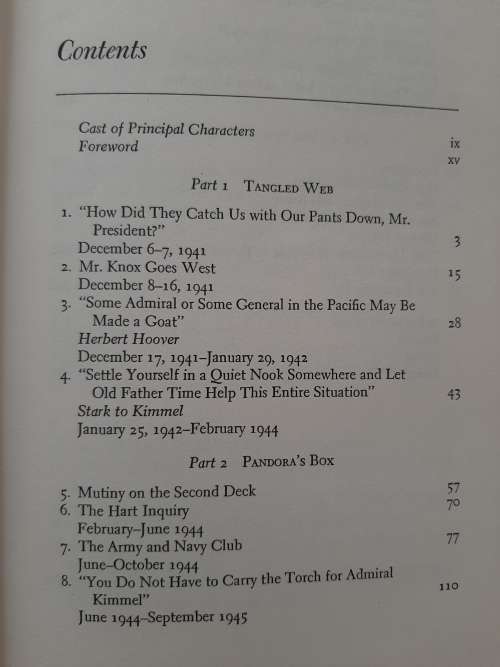 Contents
Cast of Principal Characters ix
Foreword xv
Part 1 TANGLED WEB
1. “How Did They Catch Us with Our Pants Down, Mr.
President?” 3
December 6–7, 1941
2. Mr. Knox Goes West 15
December 8–16, 1941
3. “Some Admiral or Some General in the Pacific May Be
Made a Goat” 28
Herbert Hoover
December 17, 1941–January 29, 1942
4. “Settle Yourself in a Quiet Nook Somewhere and Let
Old Father Time Help This Entire Situation” 43
Stark to Kimmel
January 25, 1942–February 1944
Part 2 PANDORA’S BOX
5. Mutiny on the Second Deck 57
6. The Hart Inquiry 70
February–June 1944
7. The Army and Navy Club 77
June–October 1944
8. “You Do Not Have to Carry the Torch for Admiral
Kimmel” 110
June 1944–September 1945